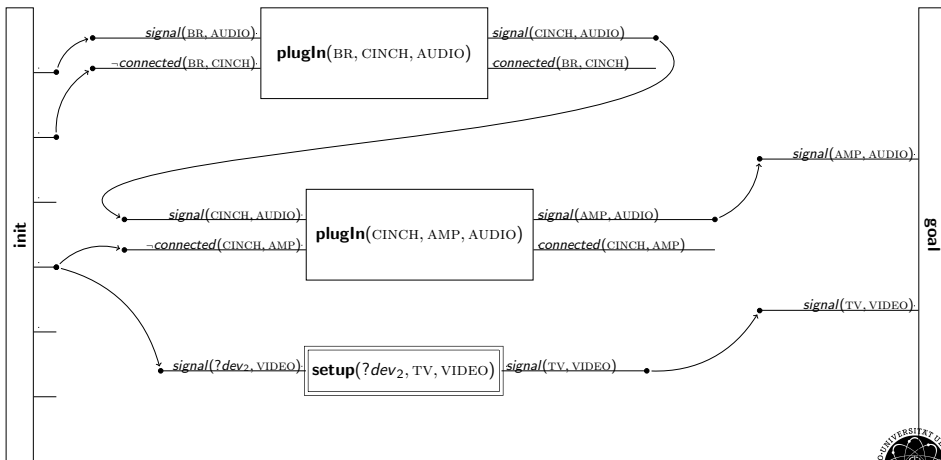 init
signal(BR, AUDIO)
¬connected(BR, CINCH)
plugIn(BR, CINCH, AUDIO)
signal(CINCH, AUDIO)
connected(BR, CINCH)
signal(CINCH, AUDIO)
¬connected(CINCH, AMP)
plugIn(CINCH, AMP, AUDIO)
signal(AMP, AUDIO)
connected(CINCH, AMP)
signal(?dev₂, VIDEO)
setup(?dev₂, TV, VIDEO)
signal(TV, VIDEO)
signal(AMP, AUDIO)
signal(TV, VIDEO)
goal